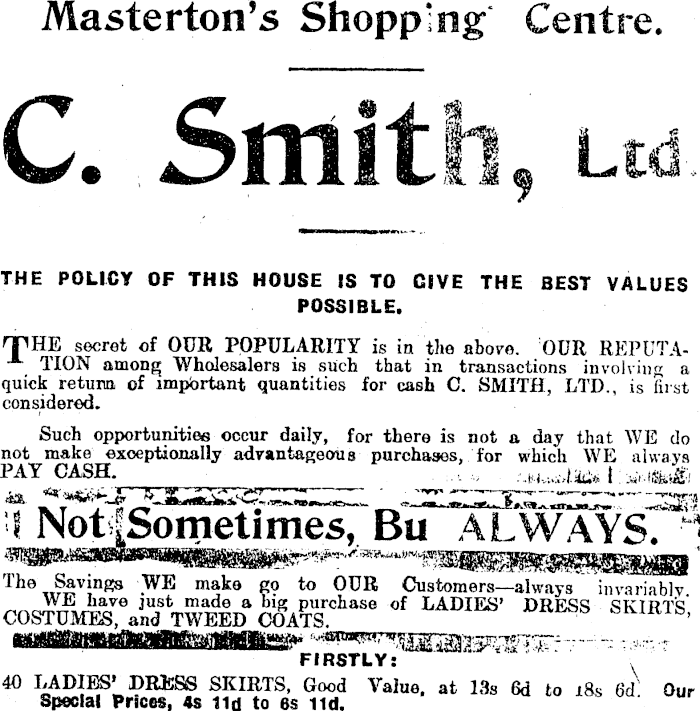 Masterton's Shopping Centre.
C. Smith, Ltd.
THE POLICY OF THIS HOUSE IS TO GIVE THE BEST VALUES
POSSIBLE.
THE secret of OUR POPULARITY is in the above. OUR REPUTA-
TION among Wholesalers is such that in transactions involving a
quick return of important quantities for cash C. SMITH, LTD., is first
considered.
Such opportunities occur daily, for there is not a day that WE do
not make exceptionally advantageous purchases, for which WE always
PAY CASH.
Not Sometimes, Bu ALWAYS.
The Savings WE make go to OUR Customers—always invariably.
WE have just made a big purchase of LADIES' DRESS SKIRTS,
COSTUMES, and TWEED COATS.
FIRSTLY:
40 LADIES' DRESS SKIRTS, Good Value, at 13s 6d to 18s 6d. Our
Special Prices, 4s 11d to 6s 11d.